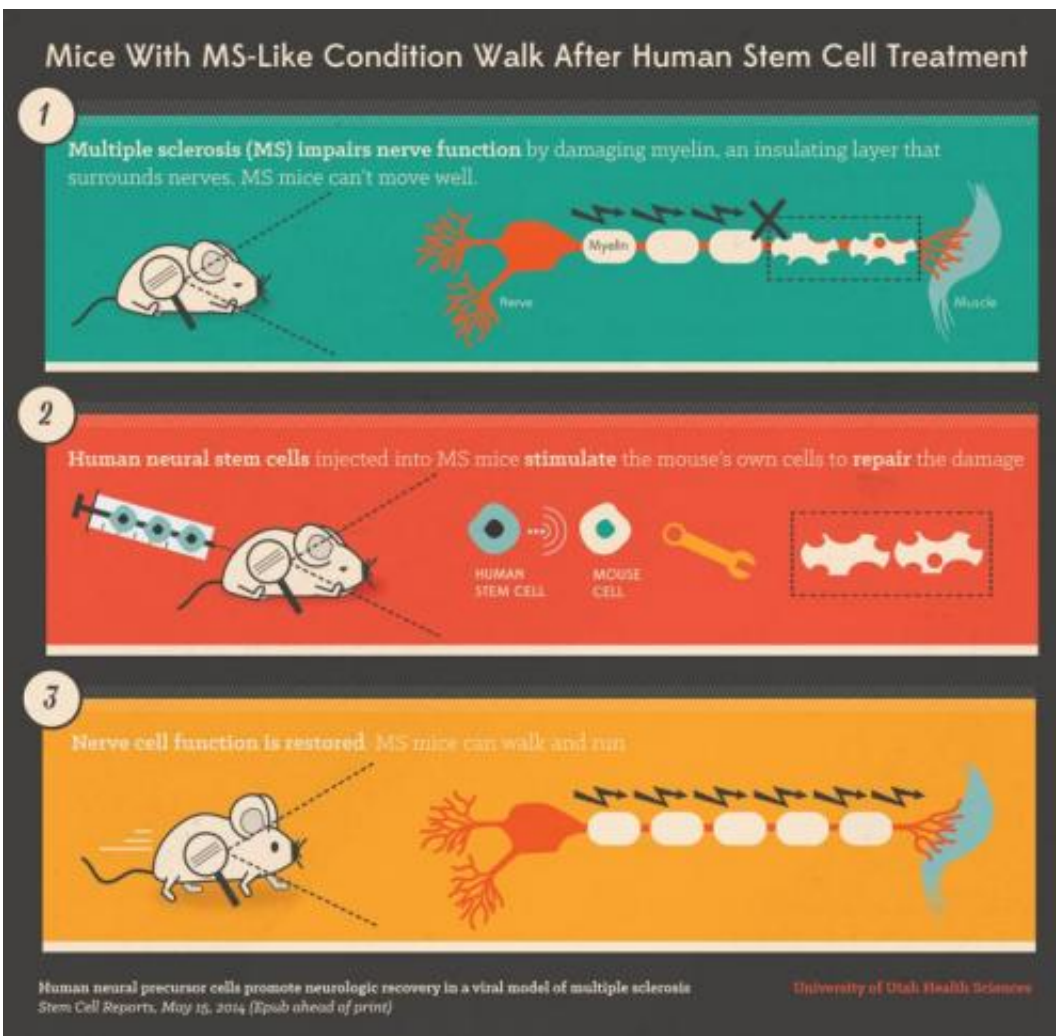 Mice With MS-Like Condition Walk After Human Stem Cell Treatment
1
Multiple sclerosis (MS) impairs nerve function by damaging myelin, an insulating layer that
surrounds nerves. MS mice can't move well.
Myelin
Nerve
Muscle
2
Human neural stem cells injected into MS mice stimulate the mouse's own cells to repair the damage
HUMAN
STEM CELL
MOUSE
CELL
3
Nerve cell function is restored. MS mice can walk and run
Human neural precursor cells promote neurologic recovery in a viral model of multiple sclerosis
Stem Cell Reports, May 15, 2014 (Epub ahead of print)
University of Utah Health Sciences